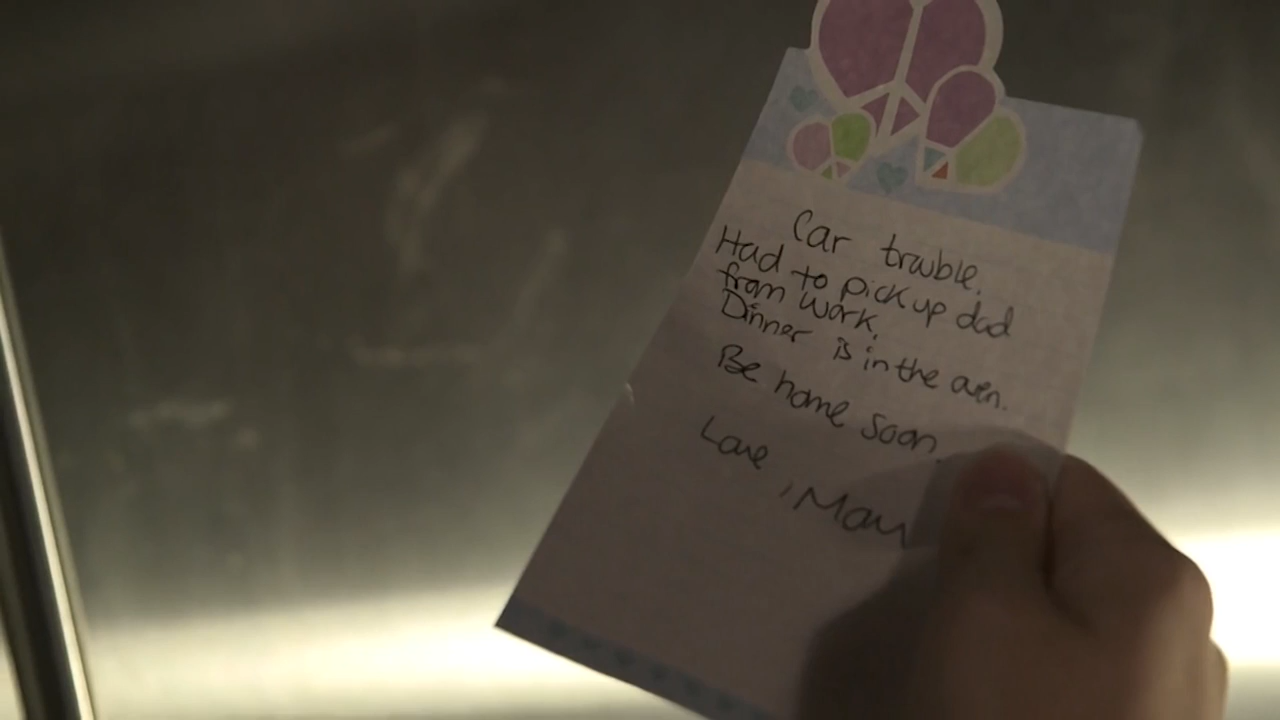 Car trouble.
Had to pick up dad
from work.
Dinner is in the oven.
Be home soon.
Love
, Mom